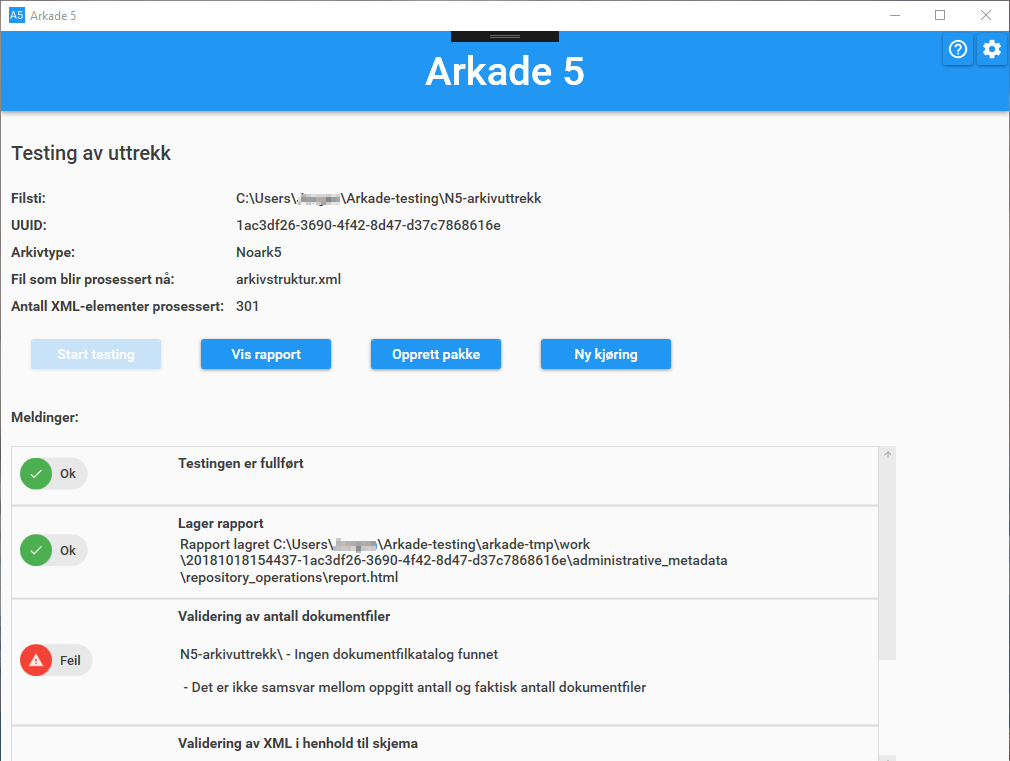 A5 Arkade 5
Arkade 5
Testing av uttrekk
Filsti: C:\Users\ \Arkade-testing\N5-arkivuttrekk
UUID: 1ac3df26-3690-4f42-8d47-d37c7868616e
Arkivtype: Noark5
Fil som blir prosessert nå: arkivstruktur.xml
Antall XML-elementer prosessert: 301
Start testing Vis rapport Opprett pakke Ny kjøring
Meldinger:
Testingen er fullført
Ok
Lager rapport
Rapport lagret C:\Users\ \Arkade-testing\arkade-tmp\work
Ok \20181018154437-1ac3df26-3690-4f42-8d47-d37c7868616e\administrative_metadata
\repository_operations\report.html
Validering av antall dokumentfiler
N5-arkivuttrekk\ - Ingen dokumentfilkatalog funnet
Feil
- Det er ikke samsvar mellom oppgitt antall og faktisk antall dokumentfiler
Validering av XML i henhold til skjema